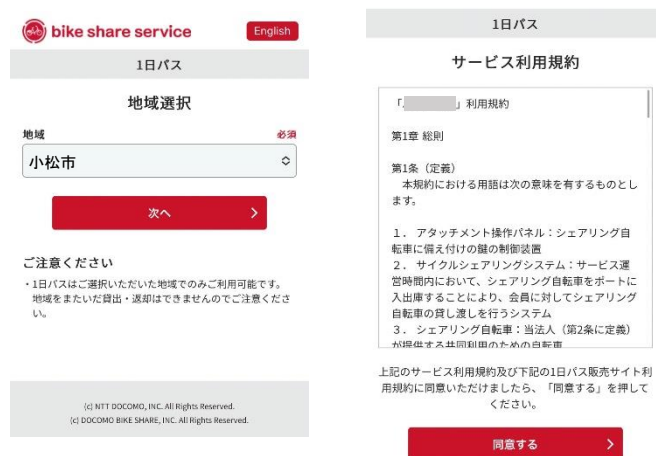 bike share service
English
1日パス
地域選択
地域
必須
小松市
次へ
ご注意ください
・1日パスはご選択いただいた地域でのみご利用可能です。
地域をまたいだ貸出・返却はできませんのでご注意くださ
い。
(c) NTT DOCOMO, INC. All Rights Reserved.
(c) DOCOMO BIKE SHARE, INC. All Rights Reserved.
1日パス
サービス利用規約
「. 」利用規約
第1章 総則
第1条（定義）
本規約における用語は次の意味を有するものとし
ます。
１． アタッチメント操作パネル：シェアリング自
転車に備え付けの鍵の制御装置
２． サイクルシェアリングシステム：サービス運
営時間内において、シェアリング自転車をポートに
入出庫することにより、会員に対してシェアリング
自転車の貸し渡しを行うシステム
３． シェアリング自転車：当法人（第2条に定義）
が提供する共同利用のための自転車
上記のサービス利用規約及び下記の1日パス販売サイト利
用規約に同意いただけましたら、「同意する」を押して
ください。
同意する